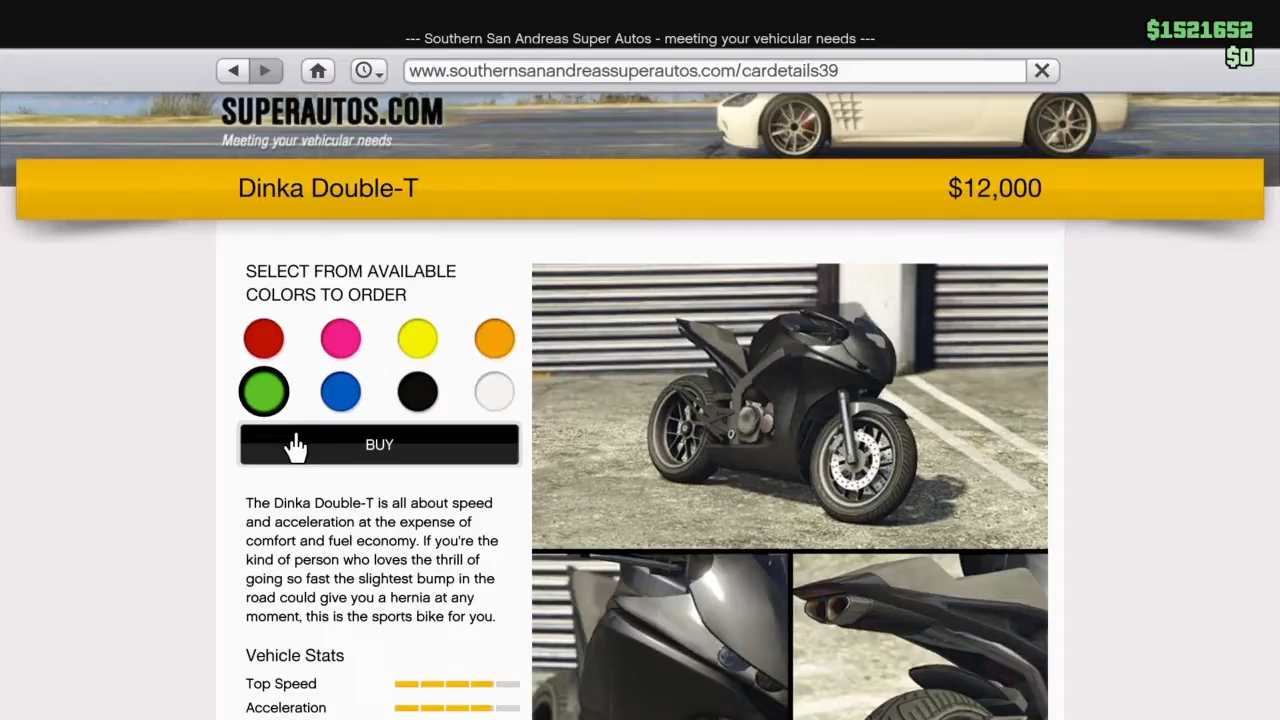 $1521652
--- Southern San Andreas Super Autos - meeting your vehicular needs ---
$0
www.southernsanandreassuperautos.com/cardetails39
SUPERAUTOS.COM
Meeting your vehicular needs
Dinka Double-T
$12,000
SELECT FROM AVAILABLE
COLORS TO ORDER
BUY
The Dinka Double-T is all about speed
and acceleration at the expense of
comfort and fuel economy. If you're the
kind of person who loves the thrill of
going so fast the slightest bump in the
road could give you a hernia at any
moment, this is the sports bike for you.
Vehicle Stats
Top Speed
Acceleration